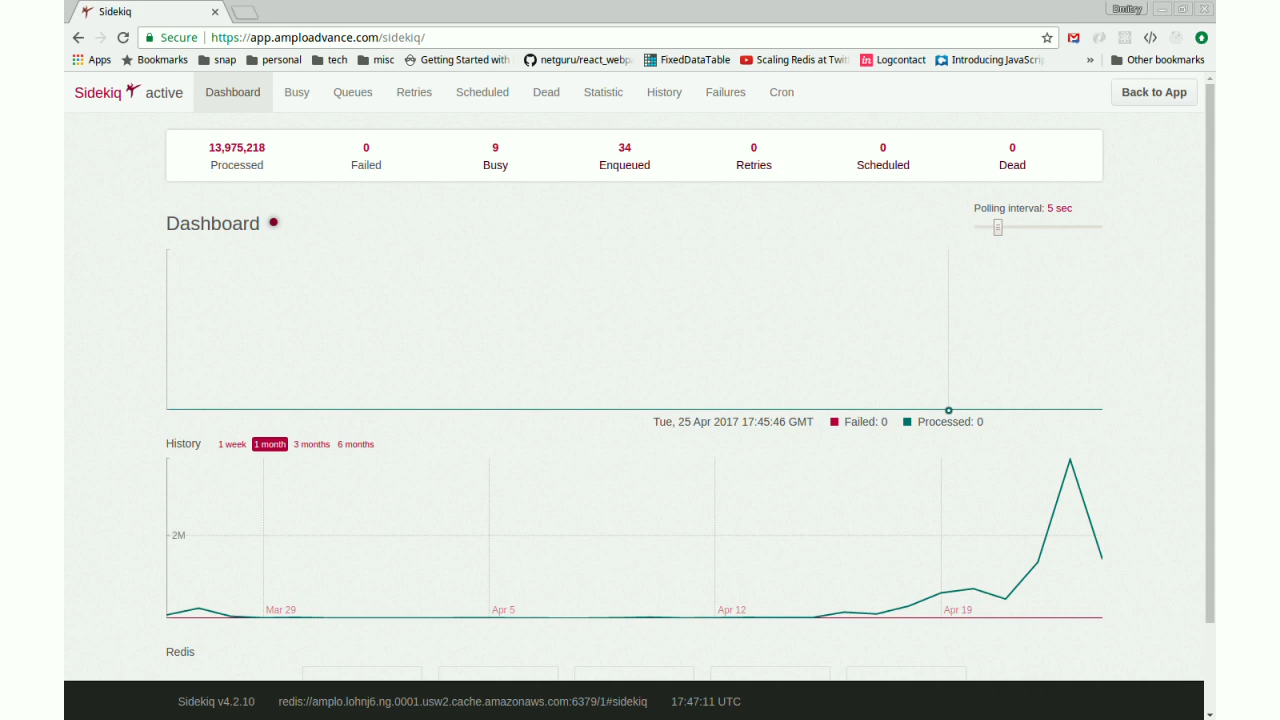 Sidekiq
Dmitry
Secure https://app.amploadvance.com/sidekiq/
Apps Bookmarks snap personal tech misc Getting Started with netguru/react_webpa FixedDataTable Scaling Redis at Twit Logcontact Introducing JavaScrip » Other bookmarks
Sidekiq active Dashboard Busy Queues Retries Scheduled Dead Statistic History Failures Cron Back to App
13,975,218 0 9 34 0 0 0
Processed Failed Busy Enqueued Retries Scheduled Dead
Polling interval: 5 sec
Dashboard
Tue, 25 Apr 2017 17:45:46 GMT Failed: 0 Processed: 0
History 1 week 1 month 3 months 6 months
2M
Mar 29 Apr 5 Apr 12 Apr 19
Redis
Sidekiq v4.2.10 redis://amplo.lohnj6.ng.0001.usw2.cache.amazonaws.com:6379/1#sidekiq 17:47:11 UTC